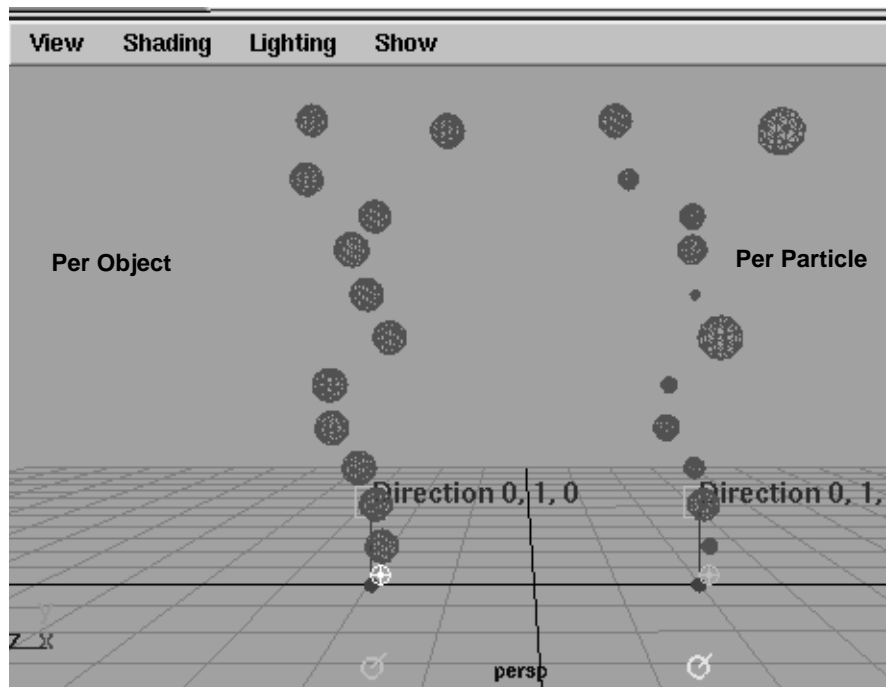 View Shading Lighting Show
Per Object
Per Particle
Direction 0, 1, 0
Direction 0, 1,
y
z x
persp